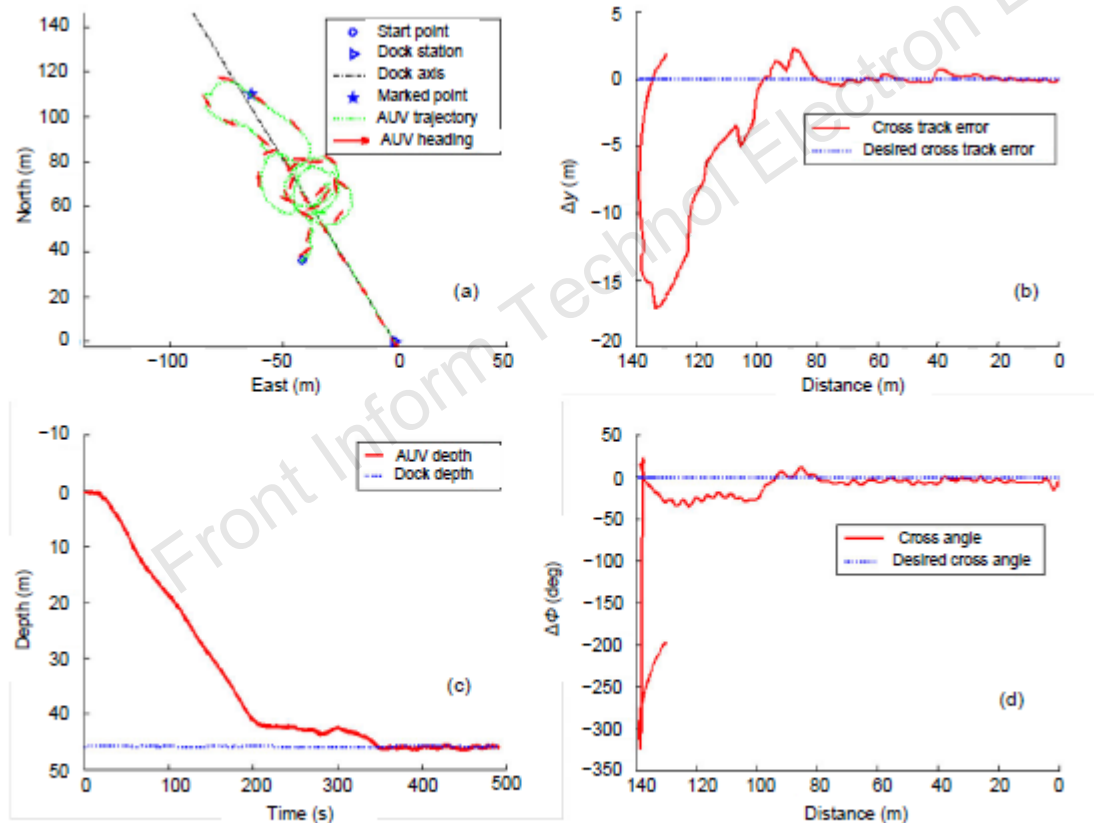 140
120
100
80
60
40
20
0
North (m)
−100
−50
0
50
East (m)
Start point
Dock station
Dock axis
Marked point
AUV trajectory
AUV heading
(a)
5
0
−5
−10
−15
−20
Δy (m)
140
120
100
80
60
40
20
0
Distance (m)
Cross track error
Desired cross track error
(b)
−10
0
10
20
30
40
50
Depth (m)
0
100
200
300
400
500
Time (s)
AUV depth
Dock depth
(c)
50
0
−50
−100
−150
−200
−250
−300
−350
ΔΦ (deg)
140
120
100
80
60
40
20
0
Distance (m)
Cross angle
Desired cross angle
(d)
Front Inform Technol Electron E